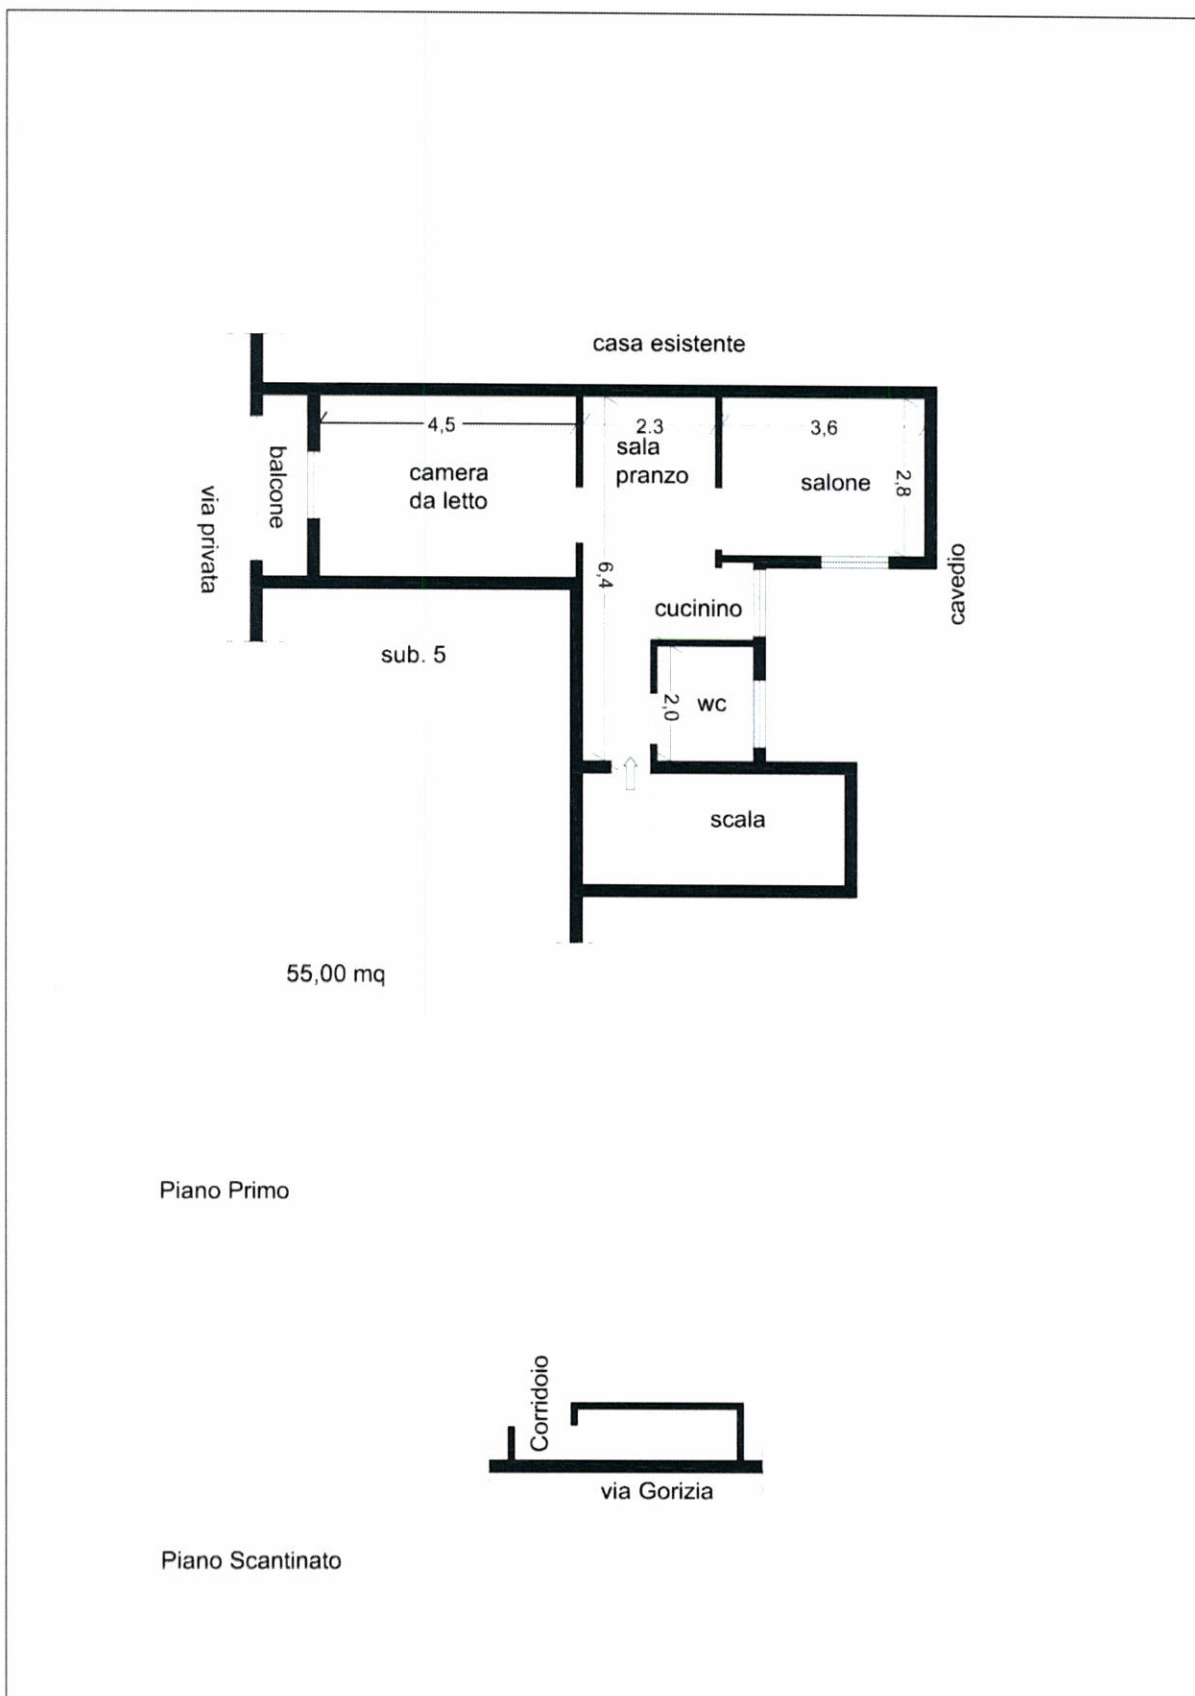 casa esistente
4,5
2.3
3,6
sala
pranzo
camera
da letto
salone
2,8
balcone
via privata
cavedio
6,4
cucinino
sub. 5
2,0
wc
scala
55,00 mq
Piano Primo
Corridoio
via Gorizia
Piano Scantinato